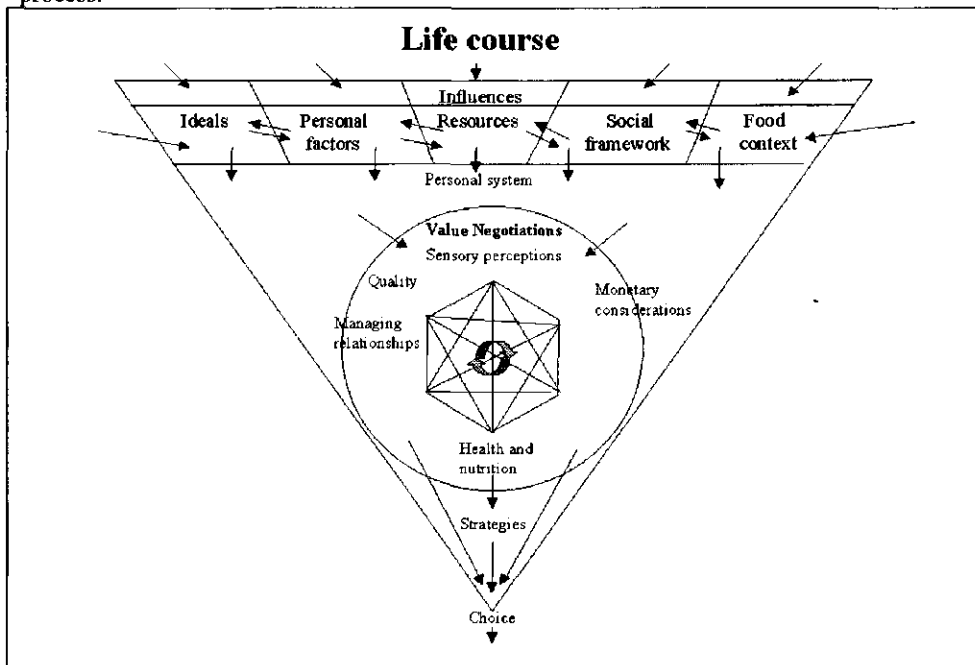 process.
Life course
Influences
Ideals Personal factors Resources Social framework Food context
Personal system
Value Negotiations
Sensory perceptions
Quality
Monetary considerations
Managing relationships
Health and nutrition
Strategies
Choice